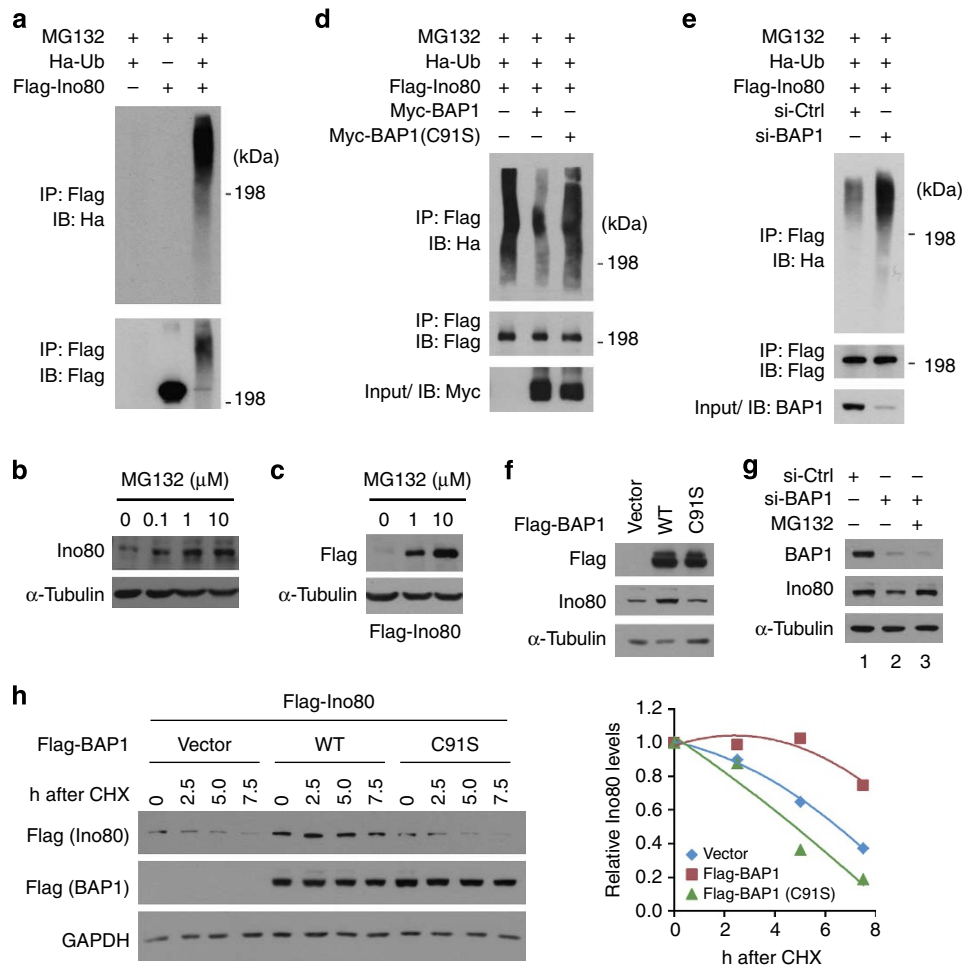 a
MG132 + + +
Ha-Ub + – +
Flag-Ino80 – + +
(kDa)
IP: Flag
IB: Ha
- 198
IP: Flag
IB: Flag
- 198
d
MG132 + + +
Ha-Ub + + +
Flag-Ino80 + + +
Myc-BAP1 – + –
Myc-BAP1(C91S) – – +
IP: Flag
IB: Ha
(kDa)
- 198
IP: Flag
IB: Flag
- 198
Input/ IB: Myc
e
MG132 + +
Ha-Ub + +
Flag-Ino80 + +
si-Ctrl + –
si-BAP1 – +
(kDa)
IP: Flag
IB: Ha
- 198
IP: Flag
IB: Flag
- 198
Input/ IB: BAP1
b
MG132 (μM)
0 0.1 1 10
Ino80
α-Tubulin
c
MG132 (μM)
0 1 10
Flag
α-Tubulin
Flag-Ino80
f
Flag-BAP1 Vector WT C91S
Flag
Ino80
α-Tubulin
g
si-Ctrl + – –
si-BAP1 – + +
MG132 – – +
BAP1
Ino80
α-Tubulin
1 2 3
h
Flag-Ino80
Flag-BAP1 Vector WT C91S
h after CHX 0 2.5 5.0 7.5 0 2.5 5.0 7.5 0 2.5 5.0 7.5
Flag (Ino80)
Flag (BAP1)
GAPDH
Relative Ino80 levels
1.2
1.0
0.8
0.6
0.4
0.2
0.0
Vector
Flag-BAP1
Flag-BAP1 (C91S)
0 2 4 6 8
h after CHX